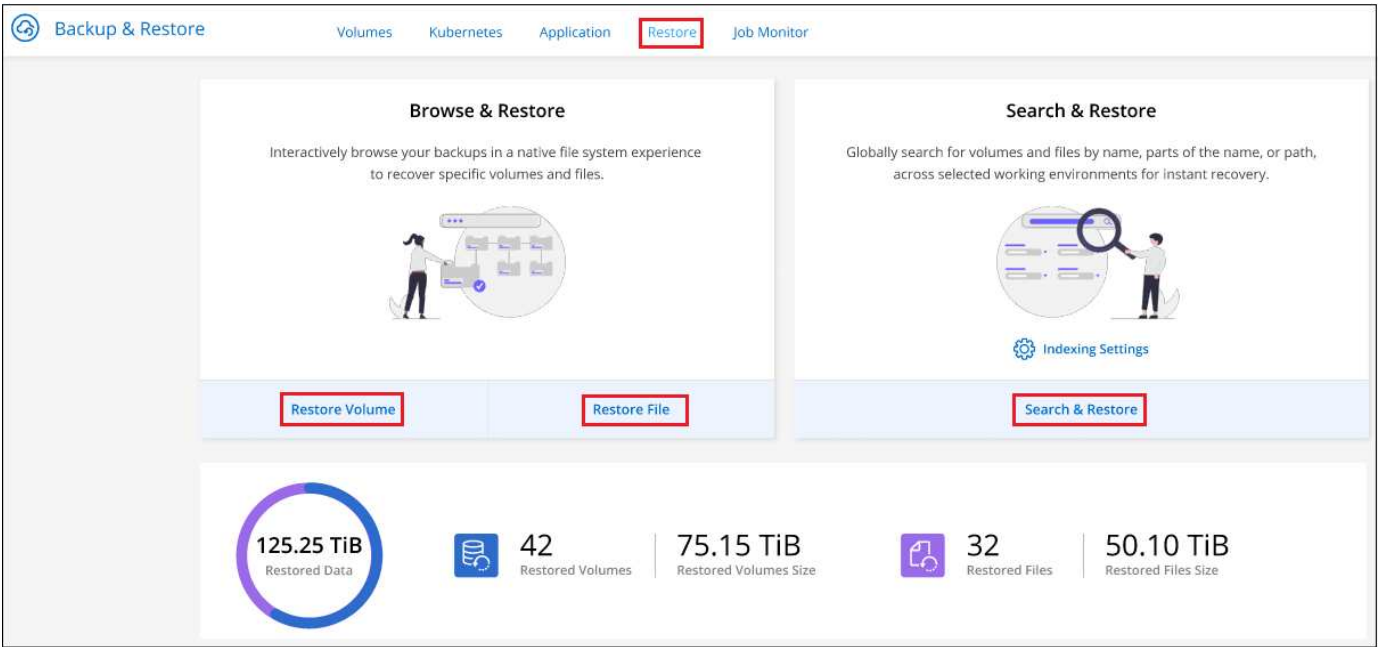 Backup & Restore
Volumes
Kubernetes
Application
Restore
Job Monitor
Browse & Restore
Interactively browse your backups in a native file system experience
to recover specific volumes and files.
Restore Volume
Restore File
Search & Restore
Globally search for volumes and files by name, parts of the name, or path,
across selected working environments for instant recovery.
Indexing Settings
Search & Restore
125.25 TiB
Restored Data
42
Restored Volumes
75.15 TiB
Restored Volumes Size
32
Restored Files
50.10 TiB
Restored Files Size